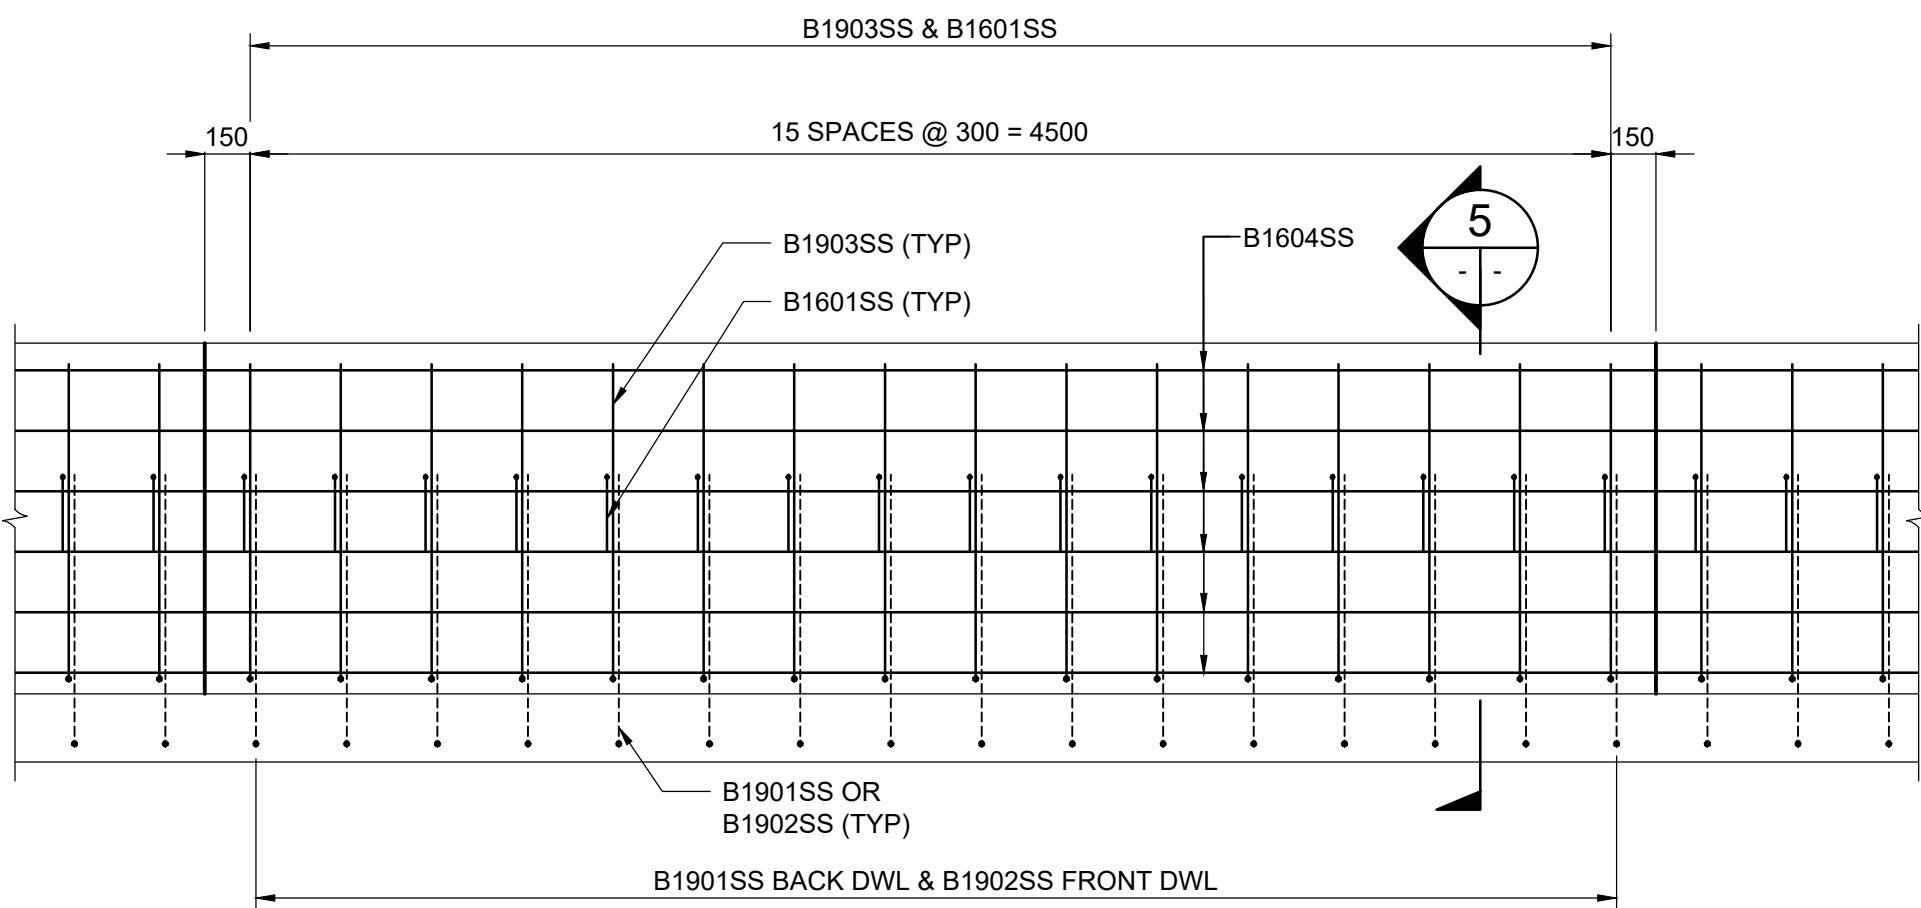 B1903SS & B1601SS
150
15 SPACES @ 300 = 4500
150
5
- -
B1903SS (TYP)
B1604SS
B1601SS (TYP)
B1901SS OR
B1902SS (TYP)
B1901SS BACK DWL & B1902SS FRONT DWL